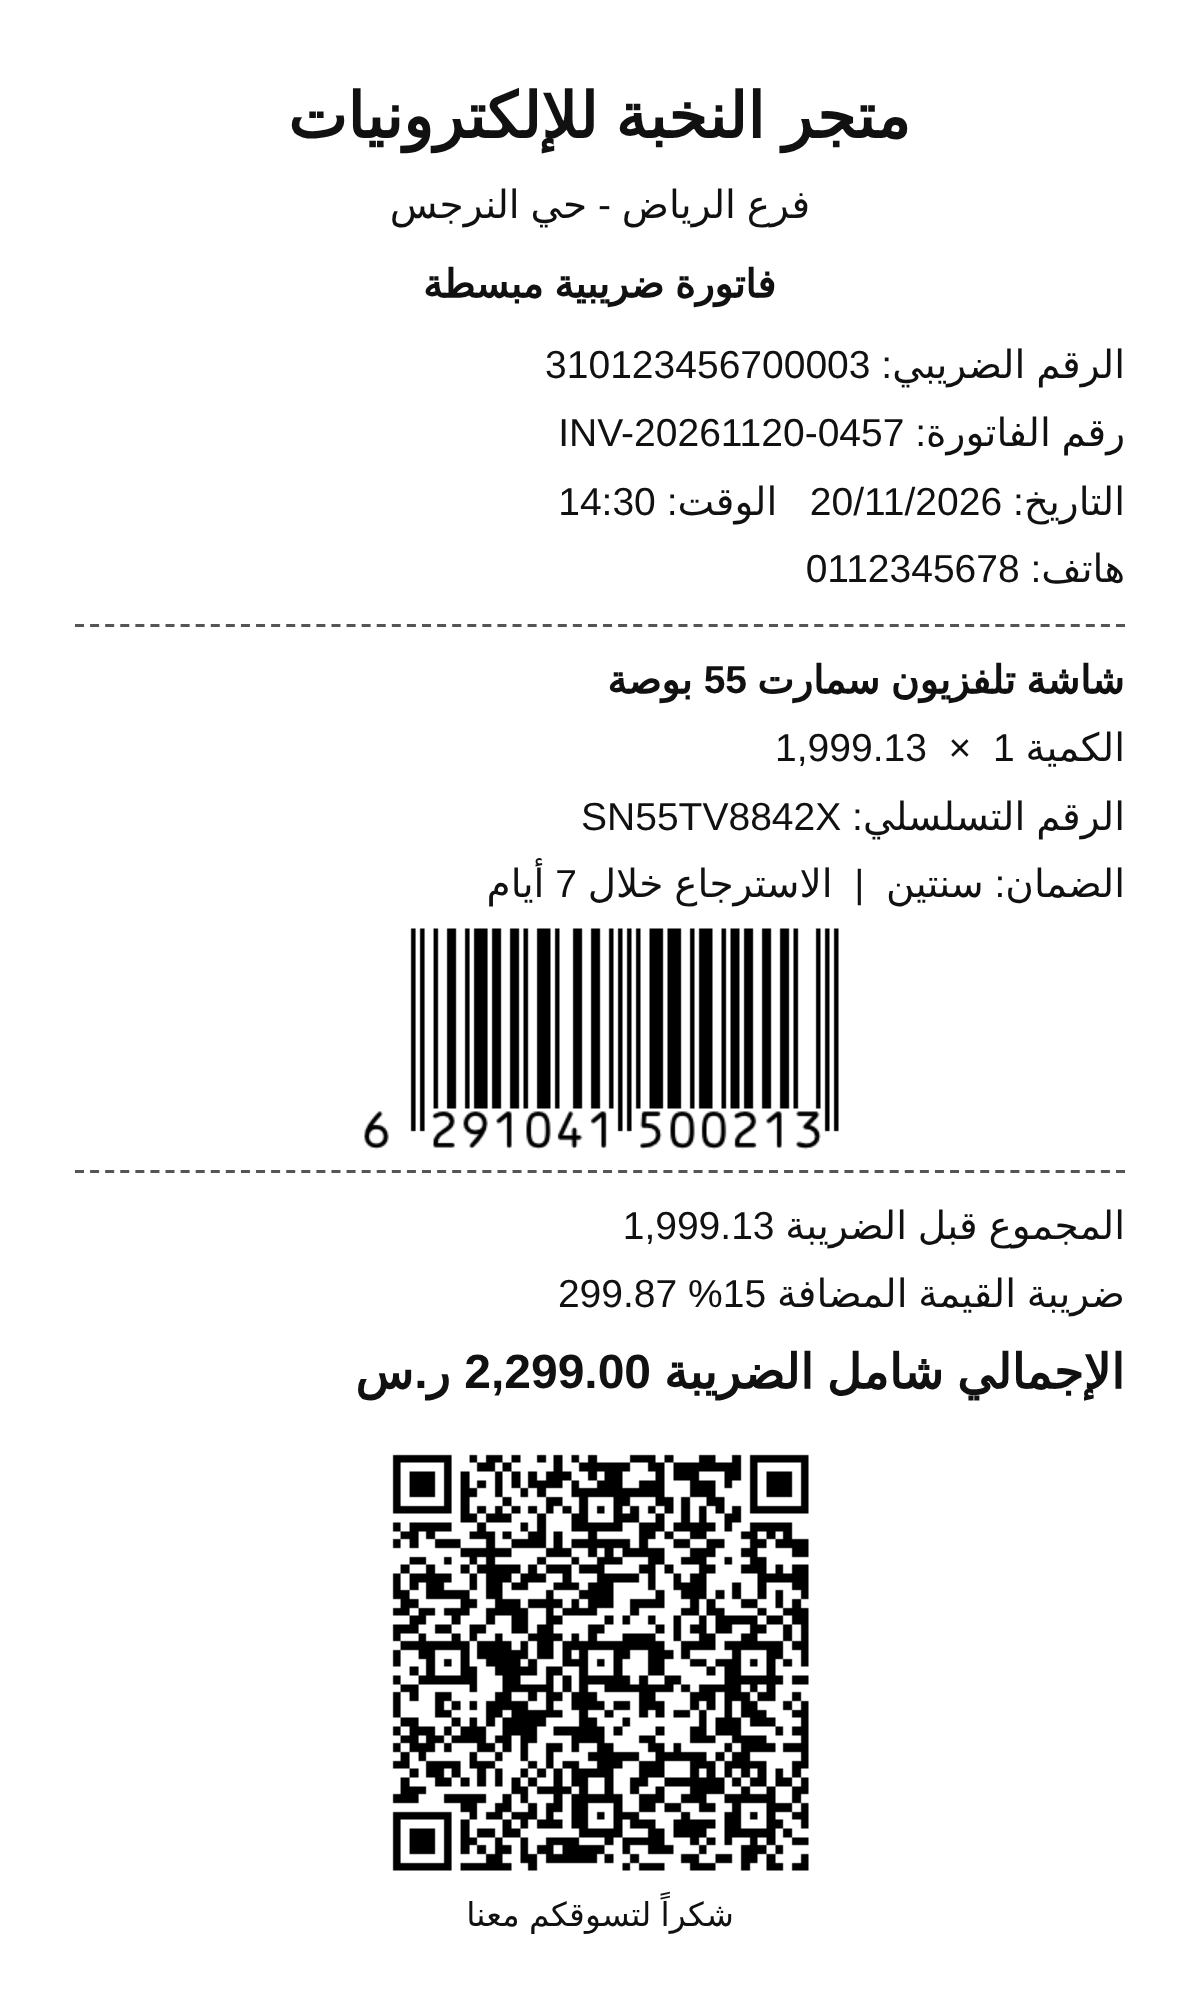 متجر النخبة للإلكترونيات
فرع الرياض - حي النرجس
فاتورة ضريبية مبسطة
الرقم الضريبي: 310123456700003
رقم الفاتورة: INV-20261120-0457
التاريخ: 20/11/2026 الوقت: 14:30
هاتف: 0112345678
شاشة تلفزيون سمارت 55 بوصة
الكمية 1 × 1,999.13
الرقم التسلسلي: SN55TV8842X
الضمان: سنتين | الاسترجاع خلال 7 أيام
6 291041 500213
المجموع قبل الضريبة 1,999.13
ضريبة القيمة المضافة 15% 299.87
الإجمالي شامل الضريبة 2,299.00 ر.س
شكراً لتسوقكم معنا